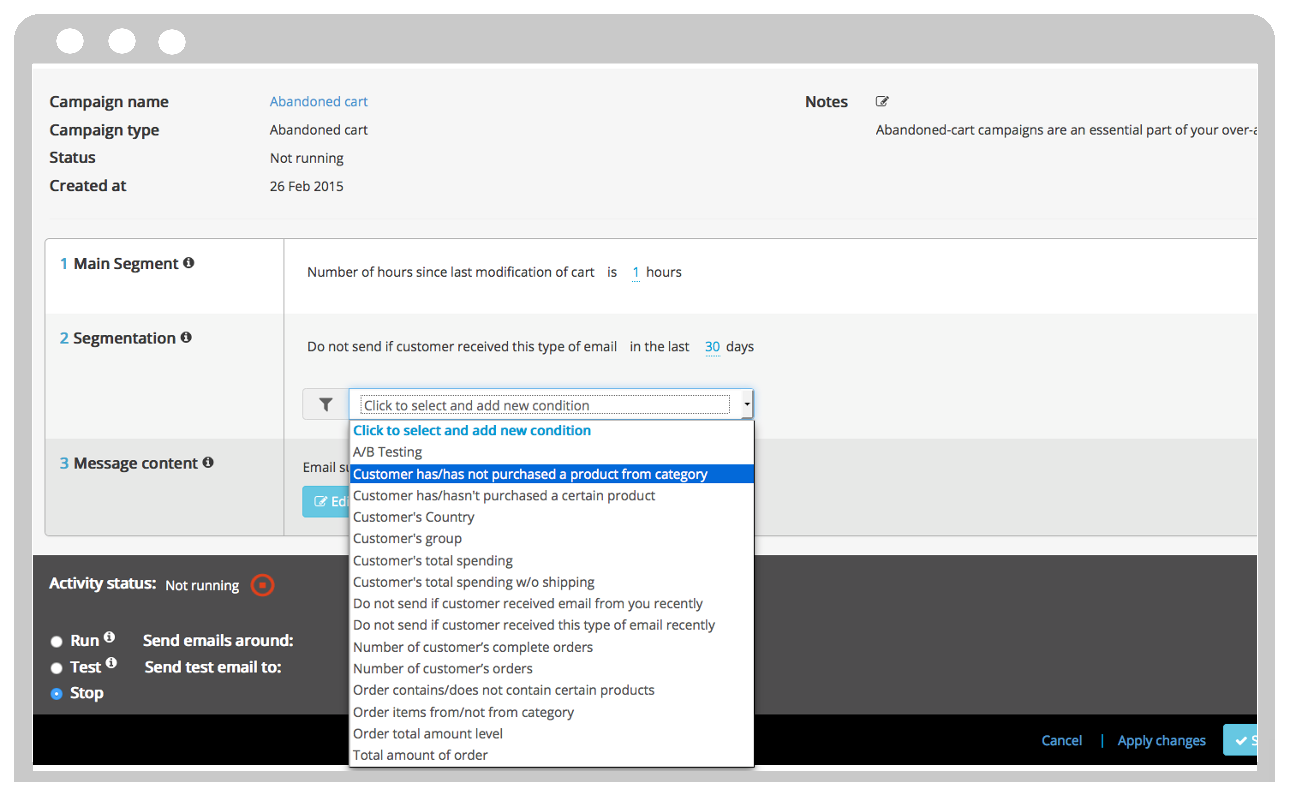 Campaign name Abandoned cart
Campaign type Abandoned cart
Status Not running
Created at 26 Feb 2015
Notes
Abandoned-cart campaigns are an essential part of your
1 Main Segment
Number of hours since last modification of cart is 1 hours
2 Segmentation
Do not send if customer received this type of email in the last 30 days
Click to select and add new condition
Click to select and add new condition
A/B Testing
Customer has/has not purchased a product from category
Customer has/hasn't purchased a certain product
Customer's Country
Customer's group
Customer's total spending
Customer's total spending w/o shipping
Do not send if customer received email from you recently
Do not send if customer received this type of email recently
Number of customer’s complete orders
Number of customer’s orders
Order contains/does not contain certain products
Order items from/not from category
Order total amount level
Total amount of order
3 Message content
Email
Activity status: Not running
Run Send emails around:
Test Send test email to:
Stop
Cancel | Apply changes